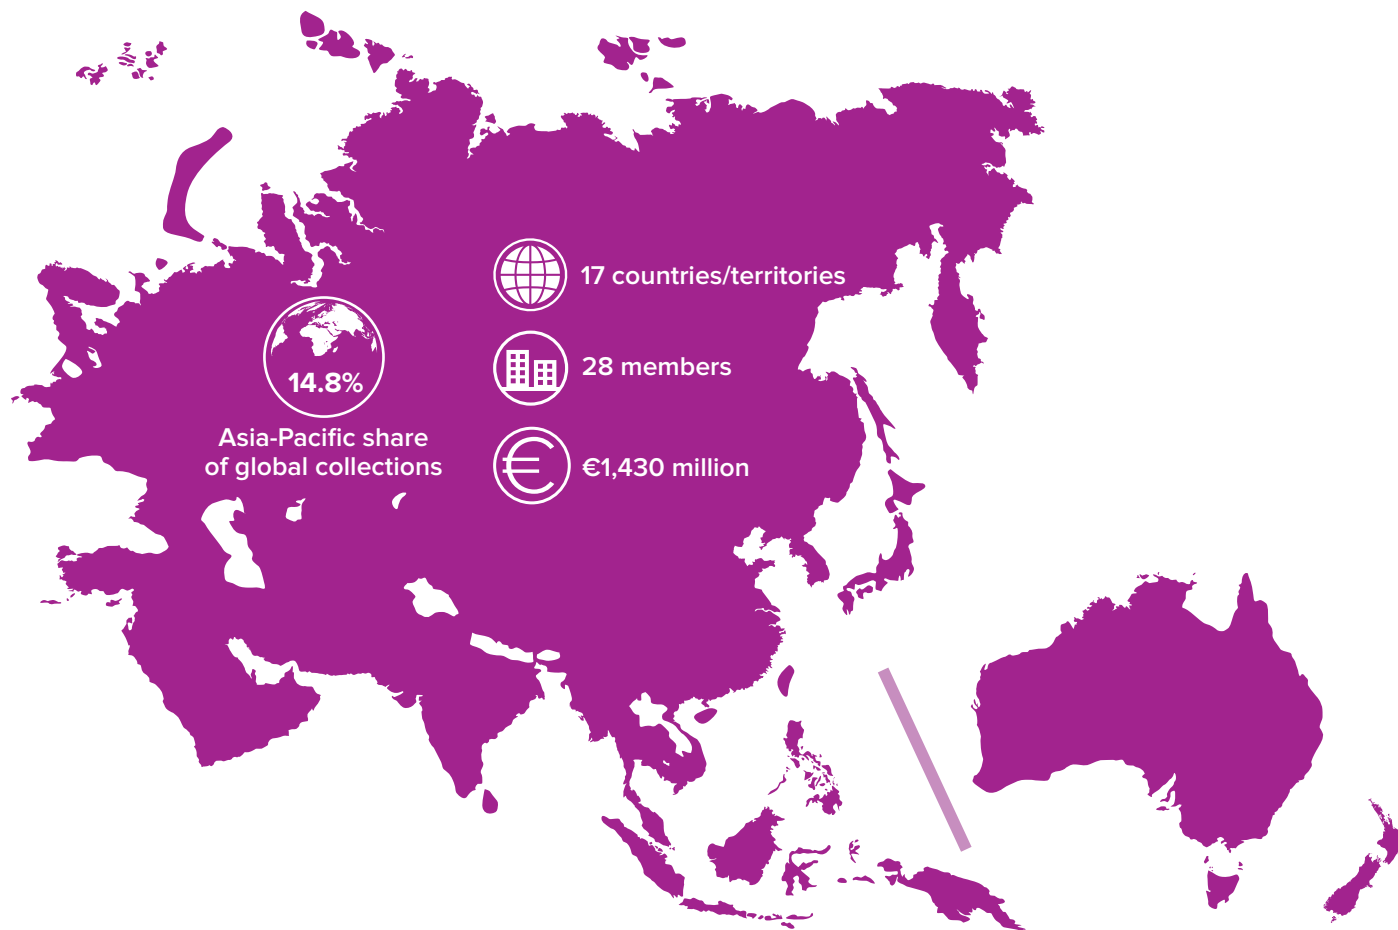 14.8%
Asia-Pacific share
of global collections
17 countries/territories
28 members
€1,430 million